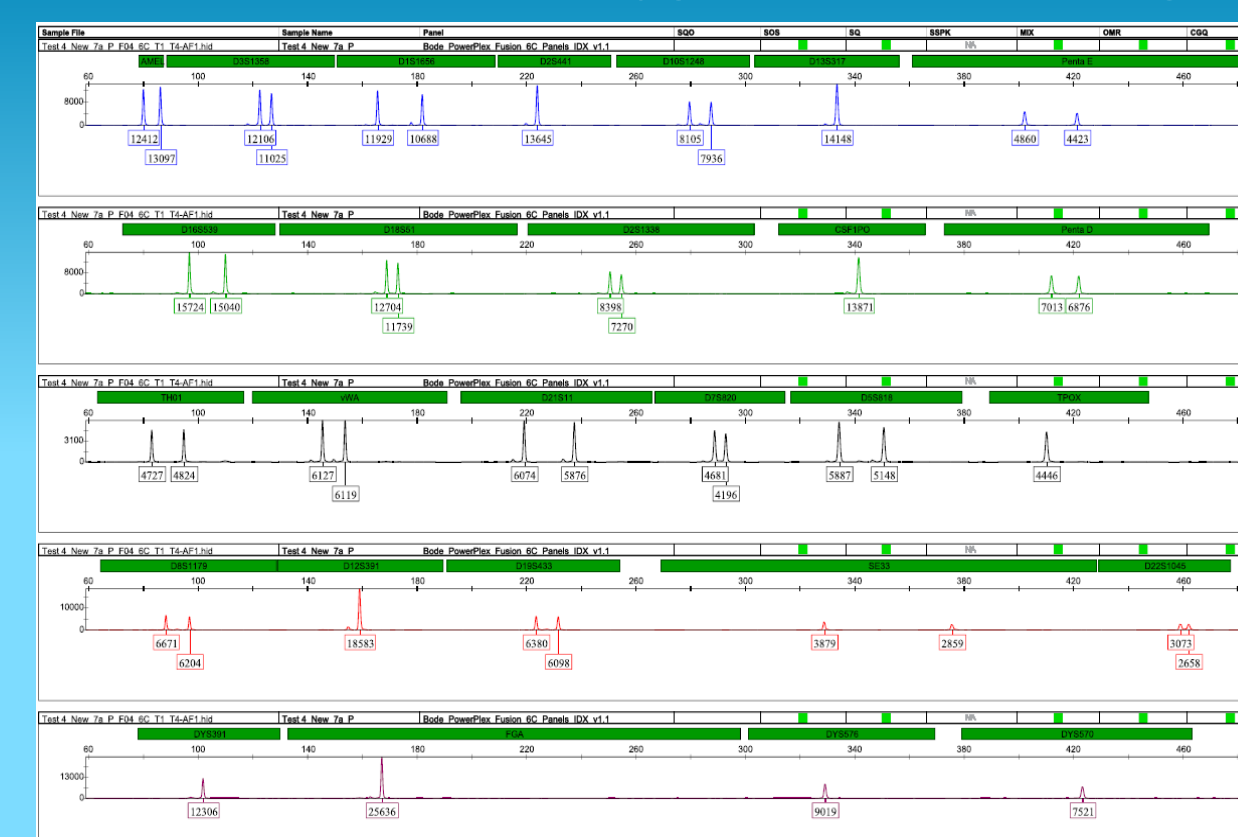 Sample File Sample Name Panel SQO SOS SQ SSPK MIX OMR CGQ
Test 4_New_7a_P_F04_6C_T1_T4-AF1.hid Test 4_New_7a_P Bode_PowerPlex_Fusion_6C_Panels_IDX_v1.1 NA
AMEL D3S1358 D1S1656 D2S441 D10S1248 D13S317 Penta E
60 100 140 180 220 260 300 340 380 420 460
8000
0
12412 12106 11929 10688 13645 8105 14148 4860 4423
13097 11025 7936
Test 4_New_7a_P_F04_6C_T1_T4-AF1.hid Test 4_New_7a_P Bode_PowerPlex_Fusion_6C_Panels_IDX_v1.1 NA
D16S539 D18S51 D2S1338 CSF1PO Penta D
60 100 140 180 220 260 300 340 380 420 460
8000
0
15724 15040 12704 8398 13871 7013 6876
11739 7270
Test 4_New_7a_P_F04_6C_T1_T4-AF1.hid Test 4_New_7a_P Bode_PowerPlex_Fusion_6C_Panels_IDX_v1.1 NA
TH01 vWA D21S11 D7S820 D5S818 TPOX
60 100 140 180 220 260 300 340 380 420 460
3100
0
4727 4824 6127 6074 5876 4681 5887 5148 4446
6119 4196
Test 4_New_7a_P_F04_6C_T1_T4-AF1.hid Test 4_New_7a_P Bode_PowerPlex_Fusion_6C_Panels_IDX_v1.1 NA
D8S1179 D12S391 D19S433 SE33 D22S1045
60 100 140 180 220 260 300 340 380 420 460
10000
0
6671 18583 6380 3879 2859 3073
6204 6098 2658
Test 4_New_7a_P_F04_6C_T1_T4-AF1.hid Test 4_New_7a_P Bode_PowerPlex_Fusion_6C_Panels_IDX_v1.1 NA
DYS391 FGA DYS576 DYS570
60 100 140 180 220 260 300 340 380 420 460
13000
0
12306 25636 9019 7521